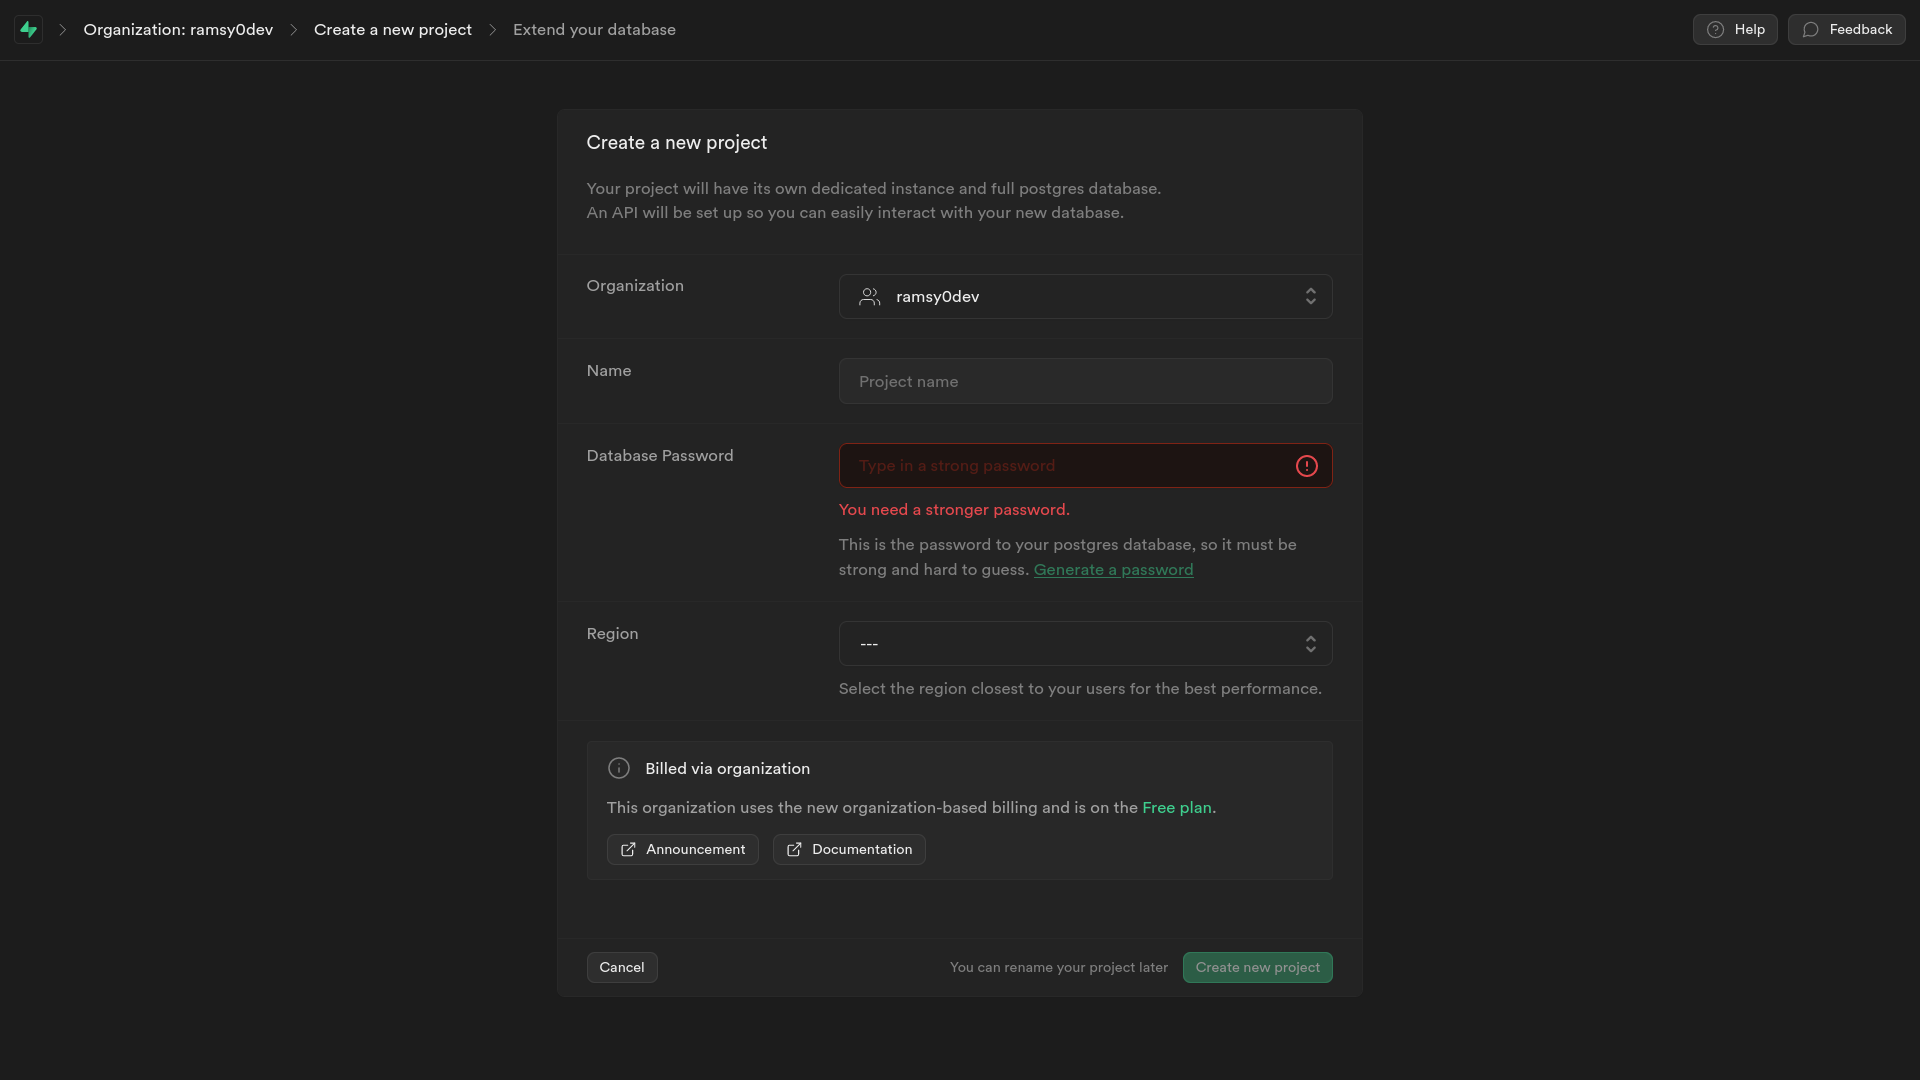 Organization: ramsy0dev
Create a new project
Extend your database
Help
Feedback
Create a new project
Your project will have its own dedicated instance and full postgres database.
An API will be set up so you can easily interact with your new database.
Organization
ramsy0dev
Name
Project name
Database Password
Type in a strong password
You need a stronger password.
This is the password to your postgres database, so it must be
strong and hard to guess. Generate a password
Region
---
Select the region closest to your users for the best performance.
Billed via organization
This organization uses the new organization-based billing and is on the Free plan.
Announcement
Documentation
Cancel
You can rename your project later
Create new project